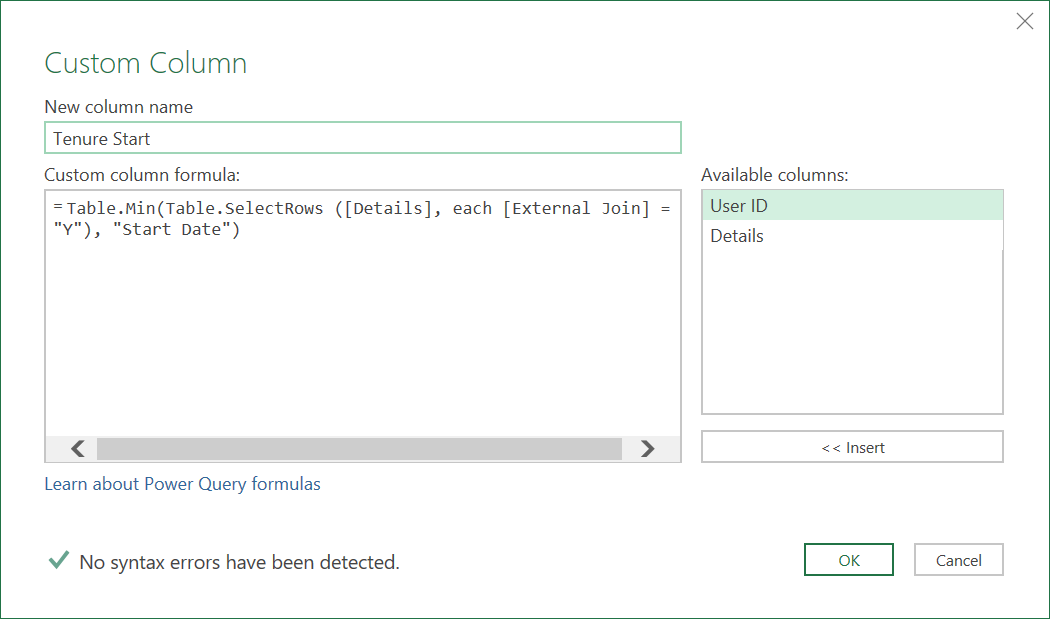 Custom Column
New column name
Tenure Start
Custom column formula:
=Table.Min(Table.SelectRows ([Details], each [External Join] =
"Y"), "Start Date")
Available columns:
User ID
Details
<< Insert
Learn about Power Query formulas
No syntax errors have been detected.
OK
Cancel